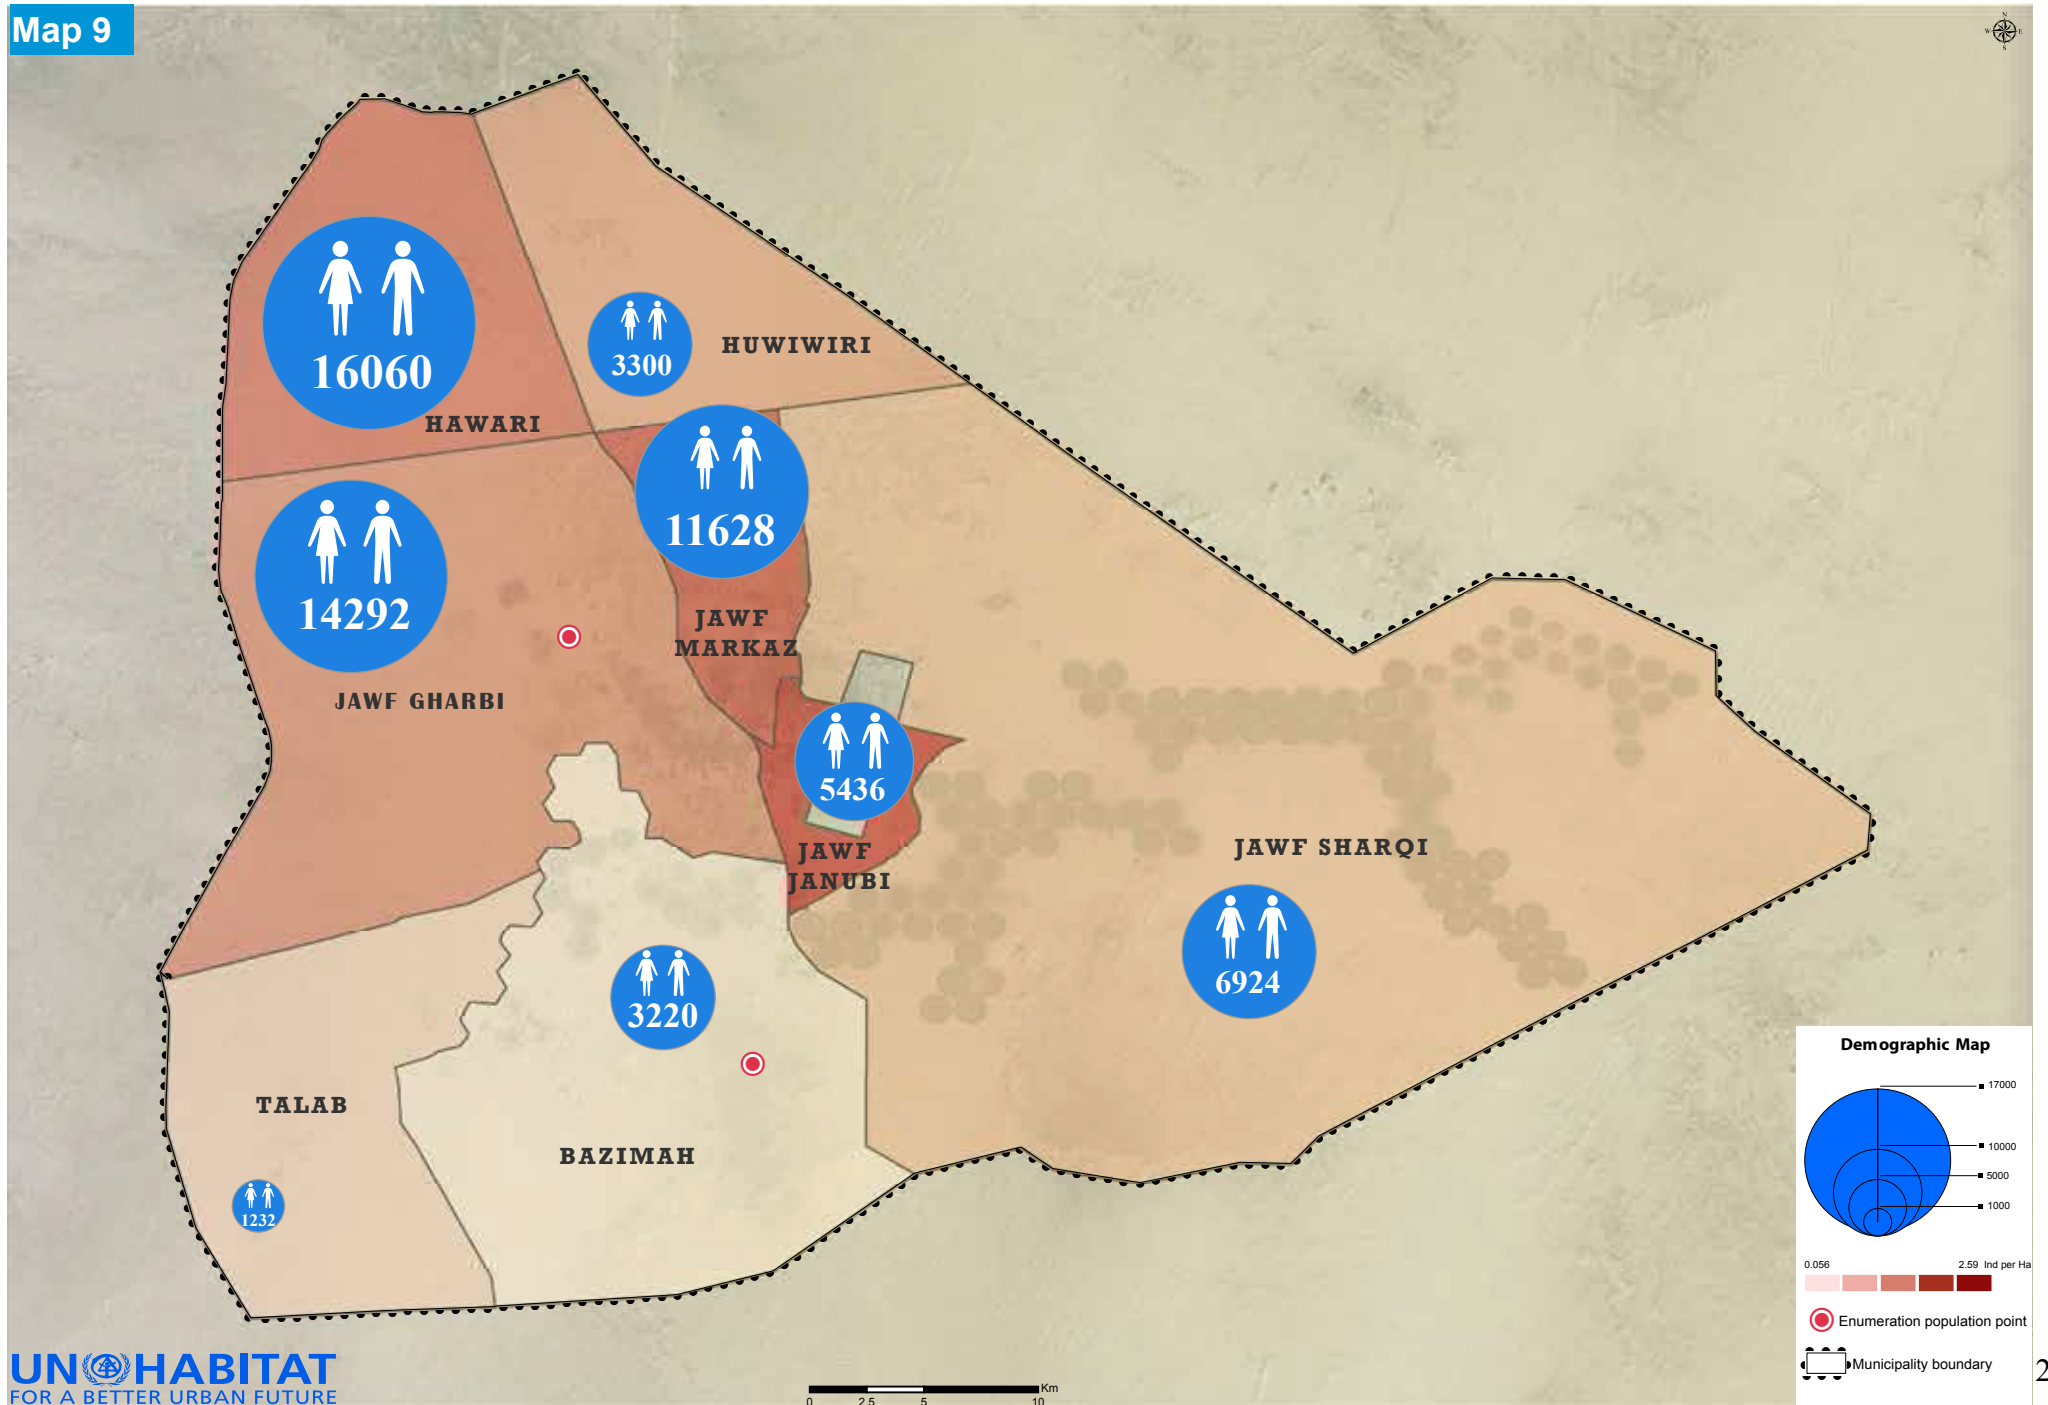 Map 9
N
W
E
S
16060
HAWARI
3300
HUWIWIRI
11628
JAWF
MARKAZ
14292
JAWF GHARBI
5436
JAWF
JANUBI
JAWF SHARQI
6924
3220
BAZIMAH
TALAB
1232
Demographic Map
17000
10000
5000
1000
0.056 2.59 Ind per Ha
Enumeration population point
Municipality boundary
2
UN HABITAT
FOR A BETTER URBAN FUTURE
Km
0 2.5 5 10